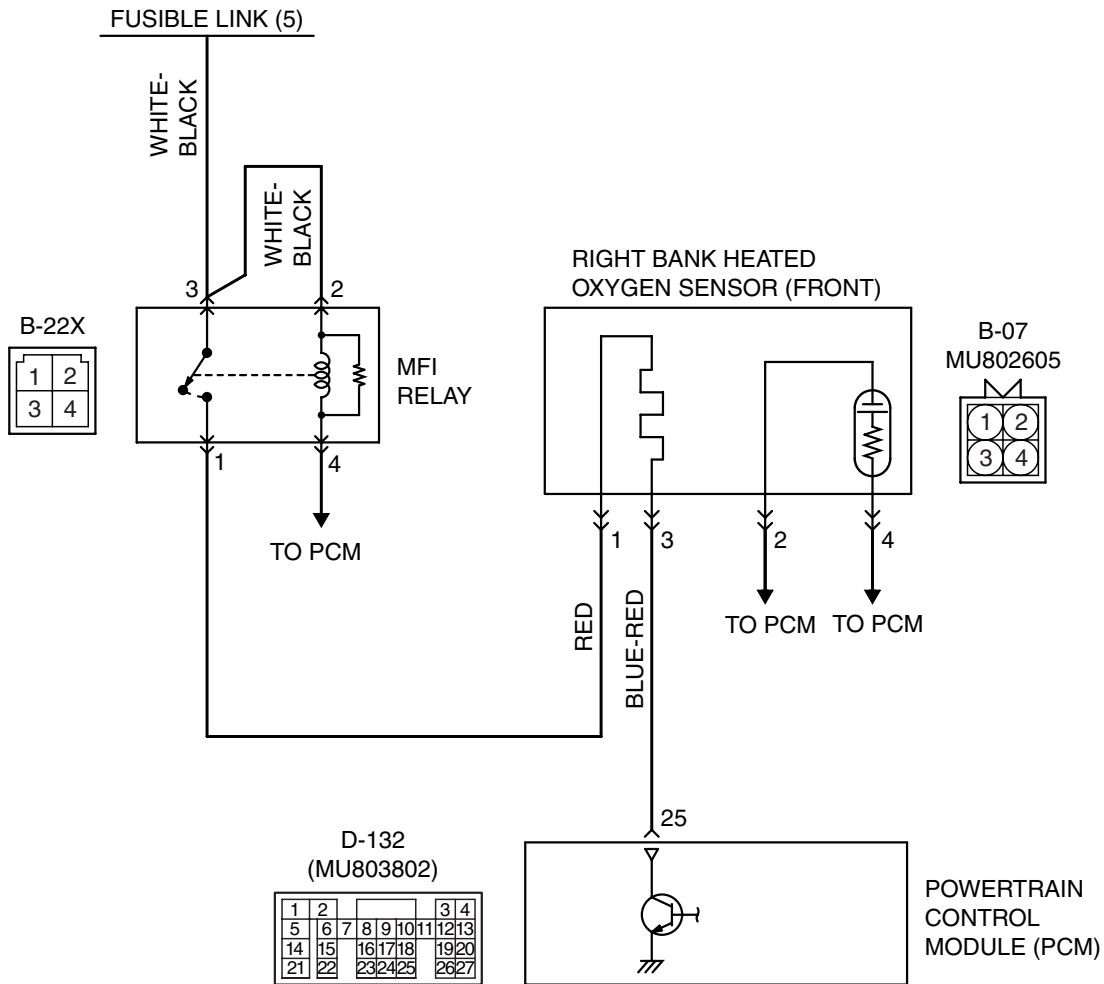 FUSIBLE LINK (5)
WHITE-
BLACK
WHITE-
BLACK
3
2
B-22X
1 2
3 4
MFI
RELAY
1
4
TO PCM
RIGHT BANK HEATED
OXYGEN SENSOR (FRONT)
B-07
MU802605
1 2
3 4
1
3
2
4
RED
BLUE-RED
TO PCM
TO PCM
25
D-132
(MU803802)
1 2 3 4
5 6 7 8 9 10 11 12 13
14 15 16 17 18 19 20
21 22 23 24 25 26 27
POWERTRAIN
CONTROL
MODULE (PCM)